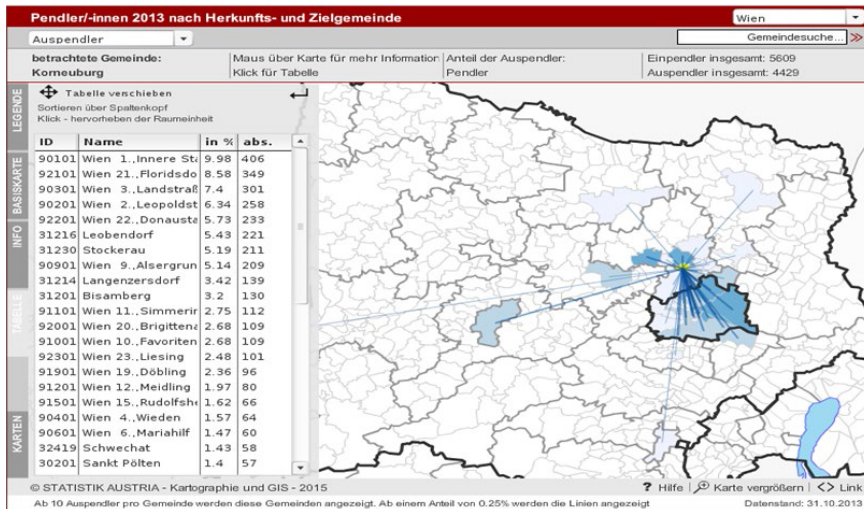 Pendler/-innen 2013 nach Herkunfts- und Zielgemeinde
Wien
Auspendler
Gemeindesuche...
betrachtete Gemeinde:
Korneuburg
Maus über Karte für mehr Information
Klick für Tabelle
Anteil der Auspendler:
Pendler
Einpendler insgesamt: 5609
Auspendler insgesamt: 4429
LEGENDE
BASISKARTE
INFO
TABELLE
KARTEN
Tabelle verschieben
Sortieren über Spaltenkopf
Klick - hervorheben der Raumeinheit
ID Name in % abs.
90101 Wien 1.,Innere Sta 9.98 406
92101 Wien 21.,Floridsdo 8.58 349
90301 Wien 3.,Landstraß 7.4 301
90201 Wien 2.,Leopoldst 6.34 258
92201 Wien 22.,Donausta 5.73 233
31216 Leobendorf 5.43 221
31230 Stockerau 5.19 211
90901 Wien 9.,Alsergrun 5.14 209
31214 Langenzersdorf 3.42 139
31201 Bisamberg 3.2 130
91101 Wien 11.,Simmerin 2.75 112
92001 Wien 20.,Brigittena 2.68 109
91001 Wien 10.,Favoriten 2.68 109
92301 Wien 23.,Liesing 2.48 101
91901 Wien 19.,Döbling 2.36 96
91201 Wien 12.,Meidling 1.97 80
91501 Wien 15.,Rudolfshe 1.62 66
90401 Wien 4.,Wieden 1.57 64
90601 Wien 6.,Mariahilf 1.47 60
32419 Schwechat 1.43 58
30201 Sankt Pölten 1.4 57
© STATISTIK AUSTRIA - Kartographie und GIS - 2015
? Hilfe | Karte vergrößern | <> Link
Ab 10 Auspendler pro Gemeinde werden diese Gemeinden angezeigt. Ab einem Anteil von 0.25% werden die Linien angezeigt
Datenstand: 31.10.2013